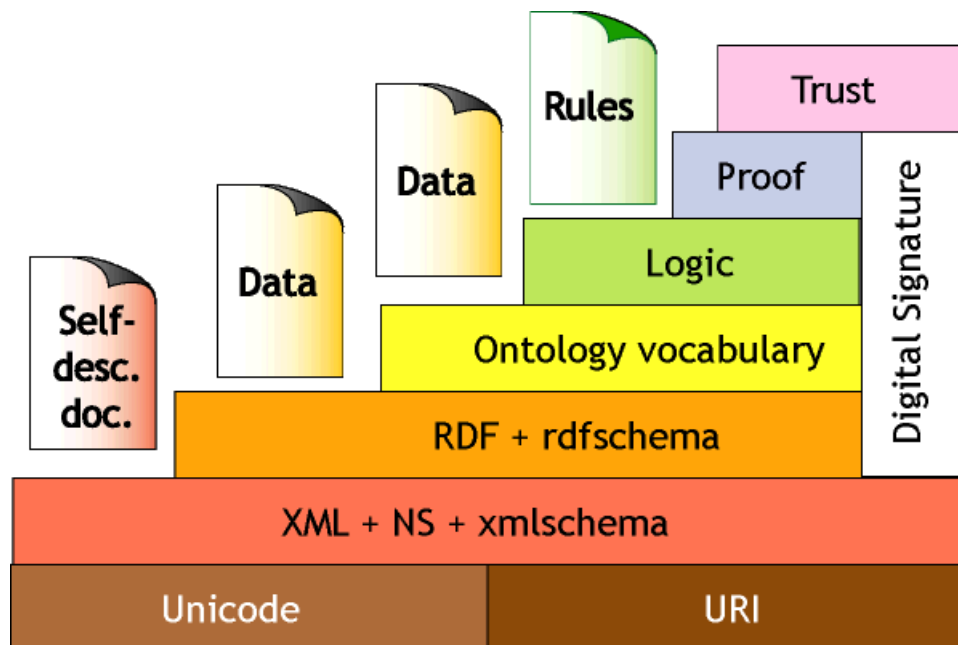 Rules
Trust
Data
Proof
Data
Logic
Self-
desc.
doc.
Ontology vocabulary
Digital Signature
RDF + rdfschema
XML + NS + xmlschema
Unicode
URI